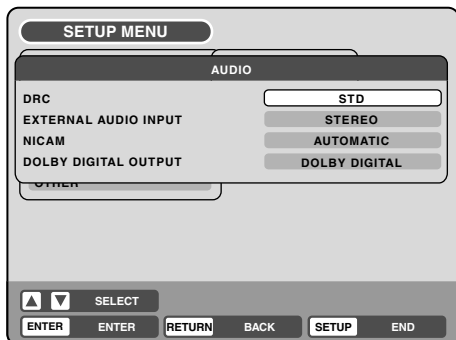 SETUP MENU
AUDIO
DRC STD
EXTERNAL AUDIO INPUT STEREO
NICAM AUTOMATIC
DOLBY DIGITAL OUTPUT DOLBY DIGITAL
OTHER
SELECT
ENTER ENTER RETURN BACK SETUP END